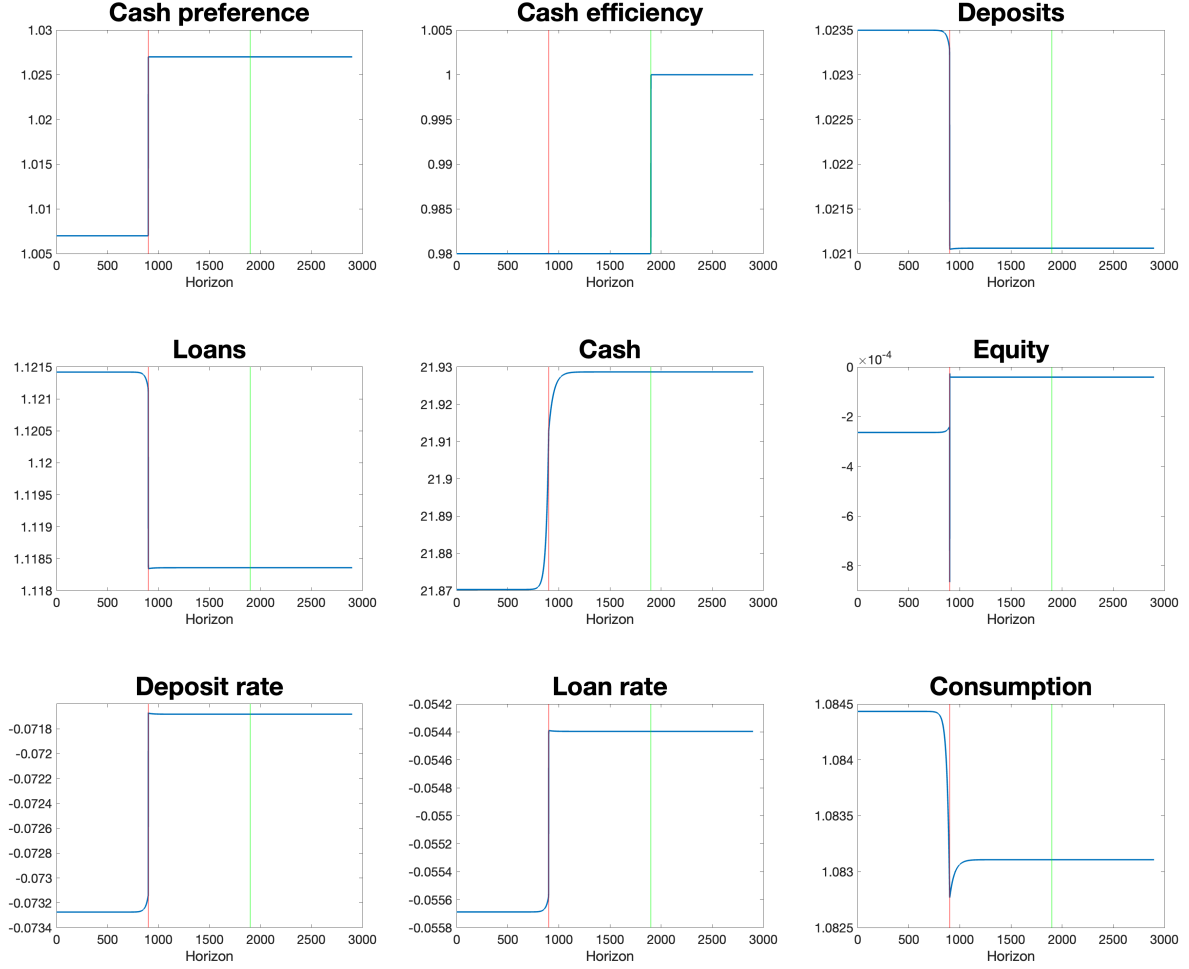 Cash preference
1.03
1.025
1.02
1.015
1.01
1.005
0 500 1000 1500 2000 2500 3000
Horizon
Cash efficiency
1.005
1
0.995
0.99
0.985
0.98
0 500 1000 1500 2000 2500 3000
Horizon
Deposits
1.0235
1.023
1.0225
1.022
1.0215
1.021
0 500 1000 1500 2000 2500 3000
Horizon
Loans
1.1215
1.121
1.1205
1.12
1.1195
1.119
1.1185
1.118
0 500 1000 1500 2000 2500 3000
Horizon
Cash
21.93
21.92
21.91
21.9
21.89
21.88
21.87
0 500 1000 1500 2000 2500 3000
Horizon
Equity
×10⁻⁴
0
-2
-4
-6
-8
0 500 1000 1500 2000 2500 3000
Horizon
Deposit rate
-0.0718
-0.072
-0.0722
-0.0724
-0.0726
-0.0728
-0.073
-0.0732
-0.0734
0 500 1000 1500 2000 2500 3000
Horizon
Loan rate
-0.0542
-0.0544
-0.0546
-0.0548
-0.055
-0.0552
-0.0554
-0.0556
-0.0558
0 500 1000 1500 2000 2500 3000
Horizon
Consumption
1.0845
1.084
1.0835
1.083
1.0825
0 500 1000 1500 2000 2500 3000
Horizon